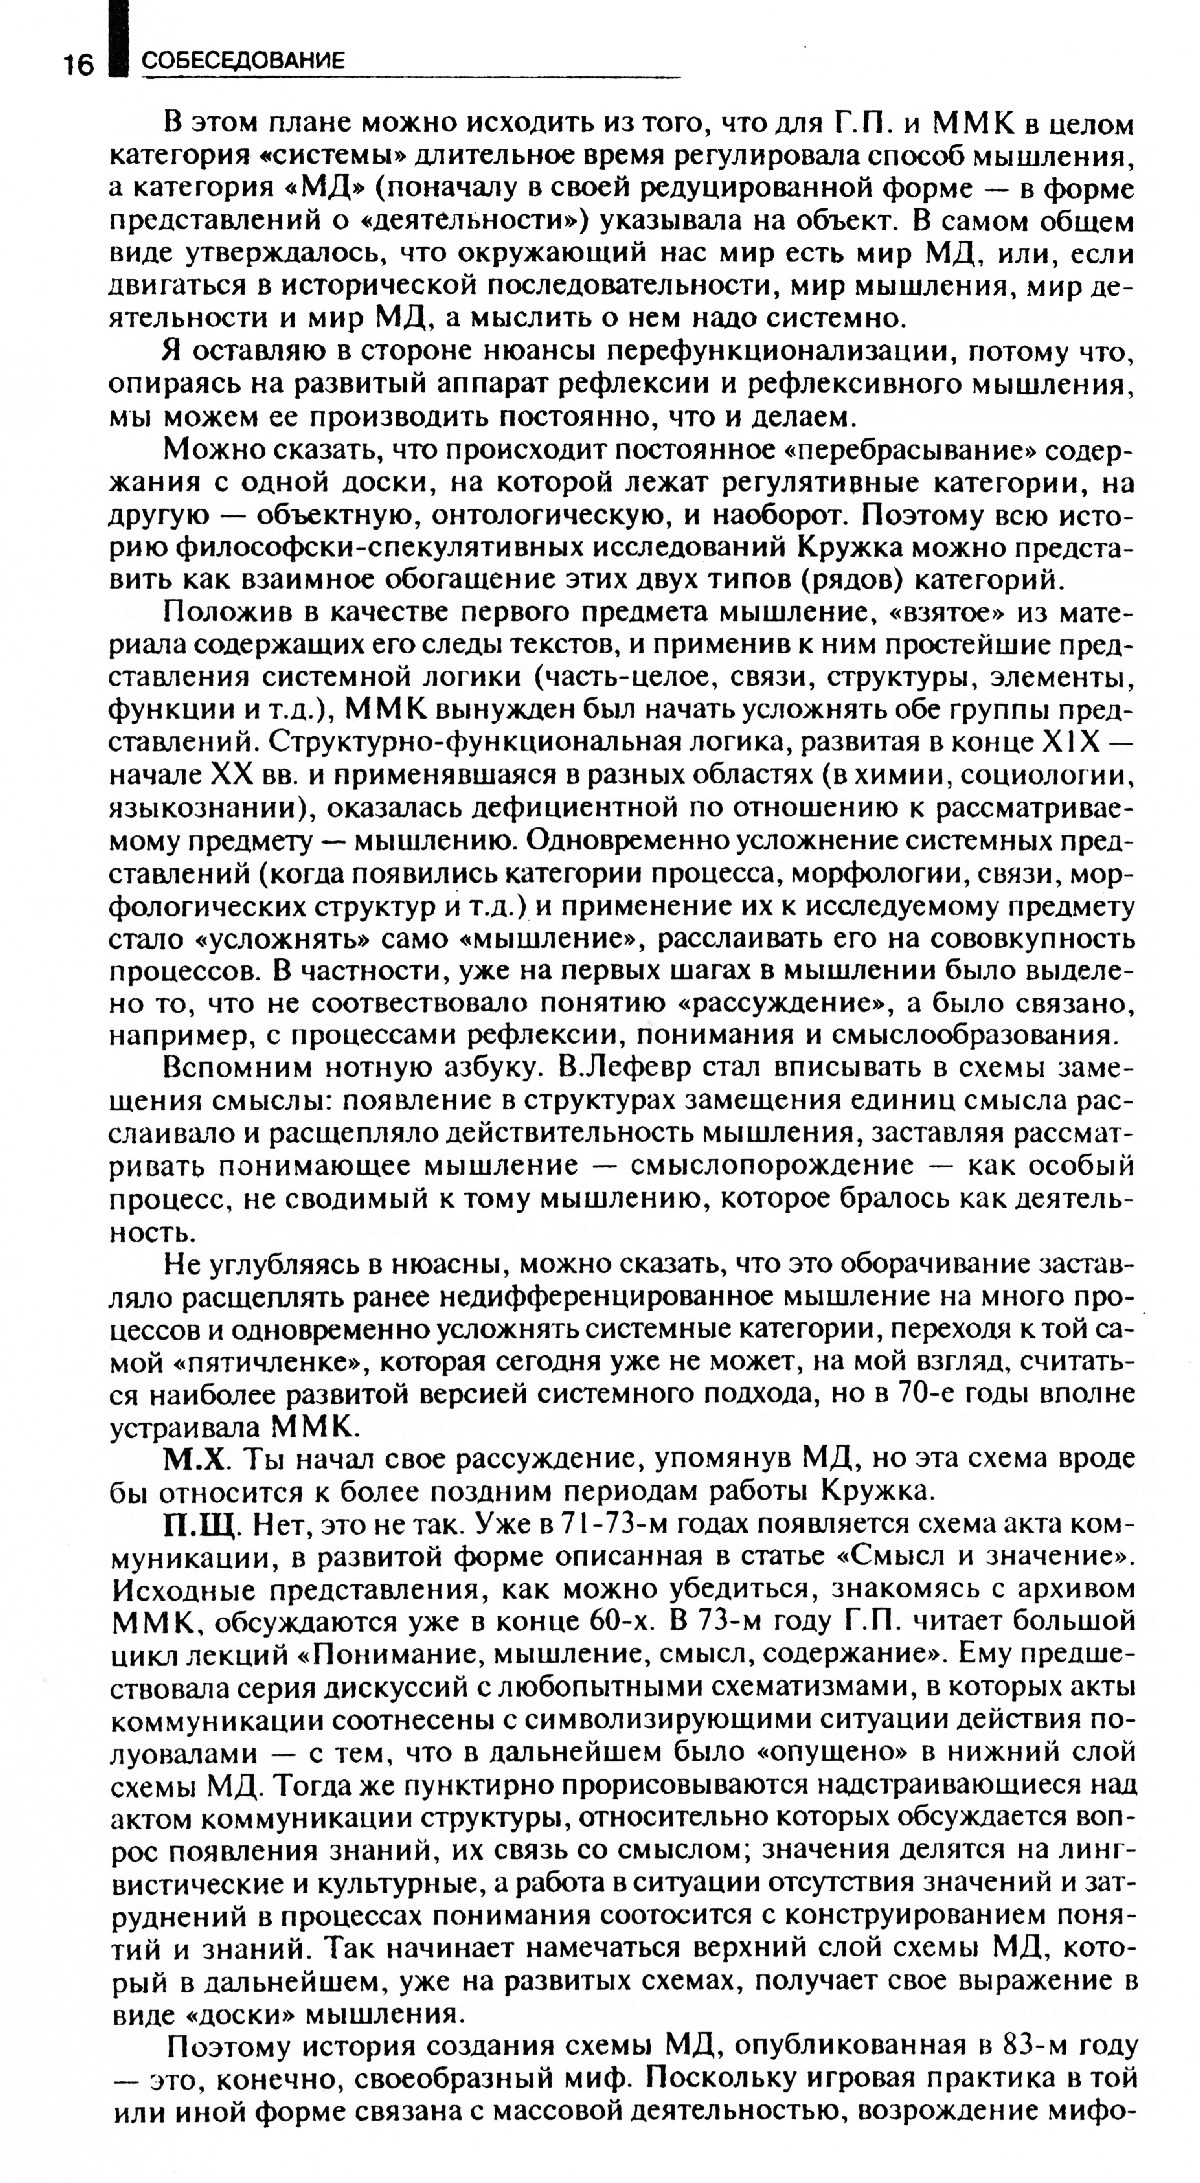 16 СОБЕСЕДОВАНИЕ
В этом плане можно исходить из того, что для Г.П. и ММК в целом
категория «системы» длительное время регулировала способ мышления,
а категория «МД» (поначалу в своей редуцированной форме — в форме
представлений о «деятельности») указывала на объект. В самом общем
виде утверждалось, что окружающий нас мир есть мир МД, или, если
двигаться в исторической последовательности, мир мышления, мир де-
ятельности и мир МД, а мыслить о нем надо системно.
Я оставляю в стороне нюансы перефункционализации, потому что,
опираясь на развитый аппарат рефлексии и рефлексивного мышления,
мы можем ее производить постоянно, что и делаем.
Можно сказать, что происходит постоянное «перебрасывание» содер-
жания с одной доски, на которой лежат регулятивные категории, на
другую — объектную, онтологическую, и наоборот. Поэтому всю исто-
рию философски-спекулятивных исследований Кружка можно предста-
вить как взаимное обогащение этих двух типов (рядов) категорий.
Положив в качестве первого предмета мышление, «взятое» из мате-
риала содержащих его следы текстов, и применив к ним простейшие пред-
ставления системной логики (часть-целое, связи, структуры, элементы,
функции и т.д.), ММК вынужден был начать усложнять обе группы пред-
ставлений. Структурно-функциональная логика, развитая в конце XIX —
начале XX вв. и применявшаяся в разных областях (в химии, социологии,
языкознании), оказалась дефициентной по отношению к рассматривае-
мому предмету — мышлению. Одновременно усложнение системных пред-
ставлений (когда появились категории процесса, морфологии, связи, мор-
фологических структур и т.д.) и применение их к исследуемому предмету
стало «усложнять» само «мышление», расслаивать его на совокупность
процессов. В частности, уже на первых шагах в мышлении было выделе-
но то, что не соотвествовало понятию «рассуждение», а было связано,
например, с процессами рефлексии, понимания и смыслообразования.
Вспомним нотную азбуку. В.Лефевр стал вписывать в схемы заме-
щения смыслы: появление в структурах замещения единиц смысла рас-
слаивало и расщепляло действительность мышления, заставляя рассмат-
ривать понимающее мышление — смыслопорождение — как особый
процесс, не сводимый к тому мышлению, которое бралось как деятель-
ность.
Не углубляясь в нюасны, можно сказать, что это оборачивание застав-
ляло расщеплять ранее недифференцированное мышление на много про-
цессов и одновременно усложнять системные категории, переходя к той са-
мой «пятичленке», которая сегодня уже не может, на мой взгляд, считать-
ся наиболее развитой версией системного подхода, но в 70-е годы вполне
устраивала ММК.
М.Х. Ты начал свое рассуждение, упомянув МД, но эта схема вроде
бы относится к более поздним периодам работы Кружка.
П.Щ. Нет, это не так. Уже в 71-73-м годах появляется схема акта ком-
муникации, в развитой форме описанная в статье «Смысл и значение».
Исходные представления, как можно убедиться, знакомясь с архивом
ММК, обсуждаются уже в конце 60-х. В 73-м году Г.П. читает большой
цикл лекций «Понимание, мышление, смысл, содержание». Ему предше-
ствовала серия дискуссий с любопытными схематизмами, в которых акты
коммуникации соотнесены с символизирующими ситуации действия по-
луовалами — с тем, что в дальнейшем было «опущено» в нижний слой
схемы МД. Тогда же пунктирно прорисовываются надстраивающиеся над
актом коммуникации структуры, относительно которых обсуждается воп-
рос появления знаний, их связь со смыслом; значения делятся на линг-
вистические и культурные, а работа в ситуации отсутствия значений и зат-
руднений в процессах понимания соотосится с конструированием поня-
тий и знаний. Так начинает намечаться верхний слой схемы МД, кото-
рый в дальнейшем, уже на развитых схемах, получает свое выражение в
виде «доски» мышления.
Поэтому история создания схемы МД, опубликованная в 83-м году
— это, конечно, своеобразный миф. Поскольку игровая практика в той
или иной форме связана с массовой деятельностью, возрождение мифо-